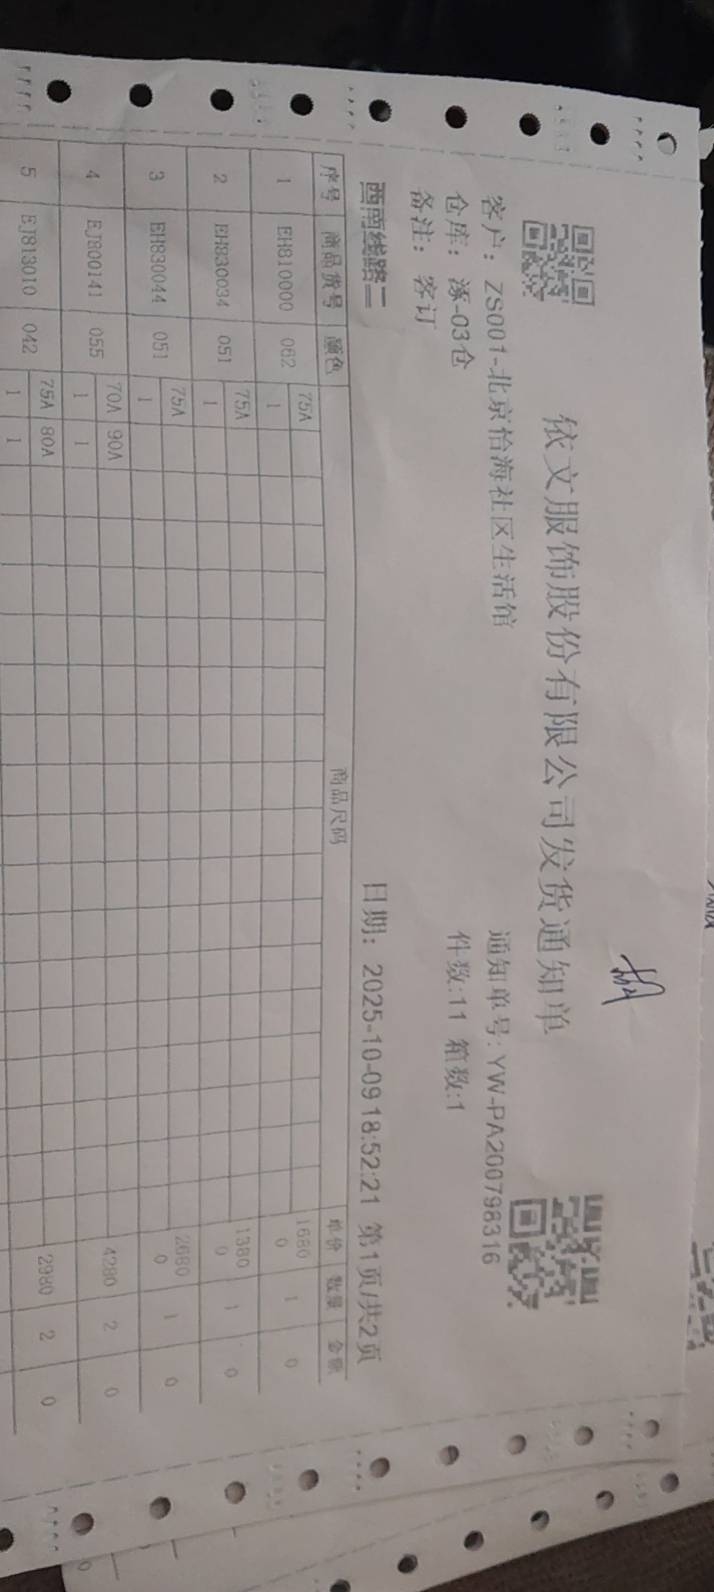 依文服饰股份有限公司发货通知单
客户：ZS001-北京怡海社区生活馆 通知单号:YW-PA200798316
仓库：涿-03仓 件数:11 箱数:1
备注：客订
西南线路二 日期：2025-10-09 18:52:21 第1页/共2页
序号 商品货号 颜色 商品尺码 单价 数量 金额
1 EH810000 062 75A 1680 1 0
1 0
2 EH830034 051 75A 1380 1 0
1 0
3 EH830044 051 75A 2680 1 0
1 0
4 EJ800141 055 70A 90A 4280 2 0
1 1
5 EJ813010 042 75A 80A 2980 2 0
1 1